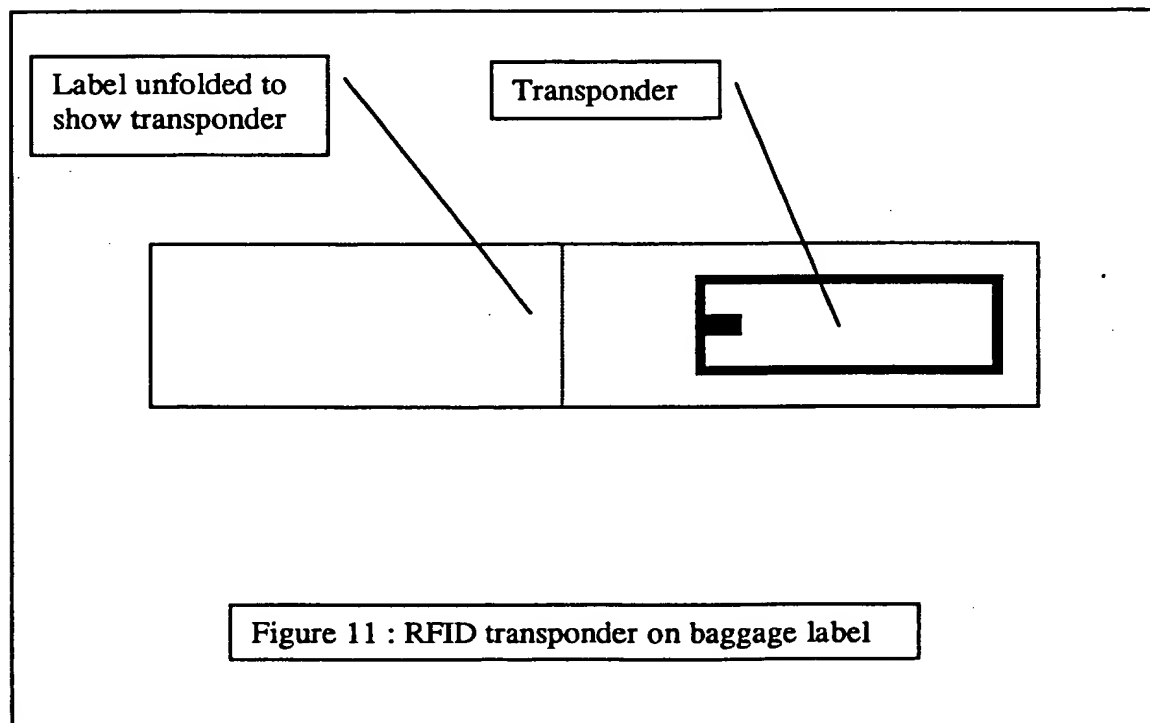 Label unfolded to
show transponder
Transponder
Figure 11 : RFID transponder on baggage label